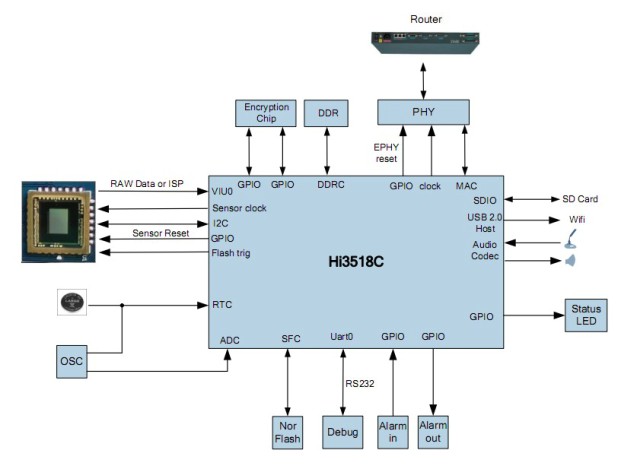 Router
Encryption
Chip
DDR
PHY
EPHY
reset
RAW Data or ISP
VIU0
GPIO
GPIO
DDRC
GPIO
clock
MAC
Sensor clock
I2C
Sensor Reset
GPIO
Flash trig
SDIO
SD Card
USB 2.0
Host
Wifi
Audio
Codec
Hi3518C
RTC
GPIO
Status
LED
OSC
ADC
SFC
Uart0
GPIO
GPIO
RS232
Nor
Flash
Debug
Alarm
in
Alarm
out